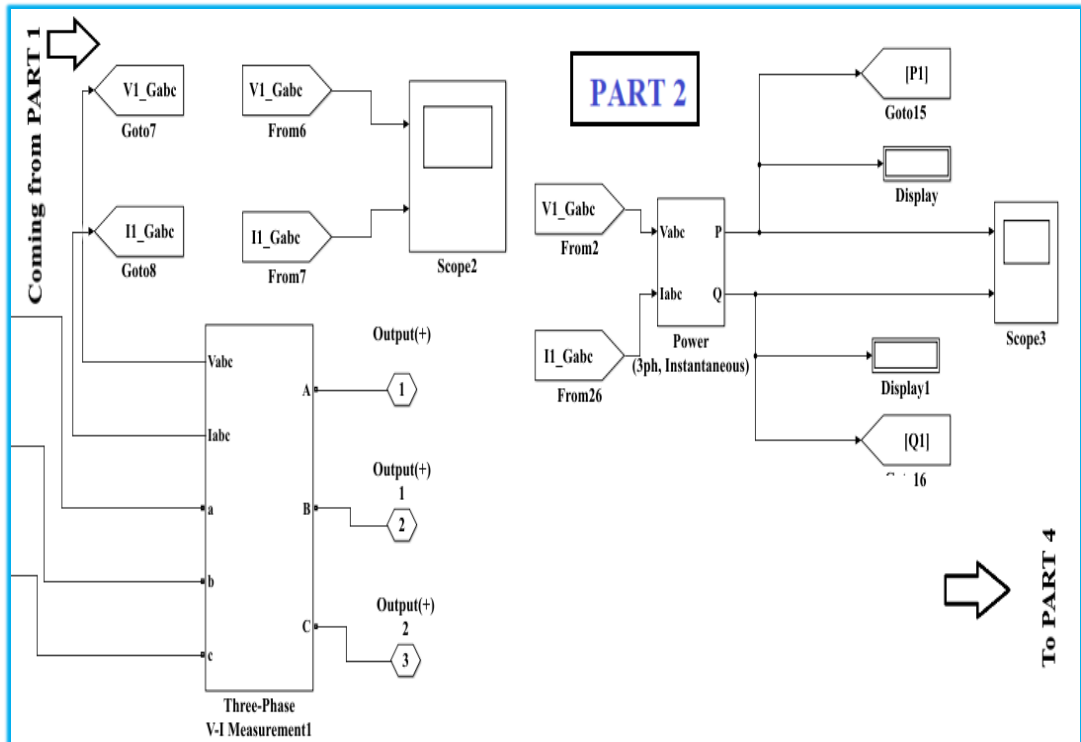 Coming from PART 1
V1_Gabc
Goto7
V1_Gabc
From6
I1_Gabc
Goto8
I1_Gabc
From7
Scope2
PART 2
[P1]
Goto15
Display
V1_Gabc
From2
Vabc
P
Iabc
Q
Power
(3ph, Instantaneous)
I1_Gabc
From26
Scope3
Display1
[Q1]
16
Vabc
Iabc
a
b
c
A
B
C
Three-Phase
V-I Measurement1
Output(+)
1
Output(+)
1
2
Output(+)
2
3
To PART 4